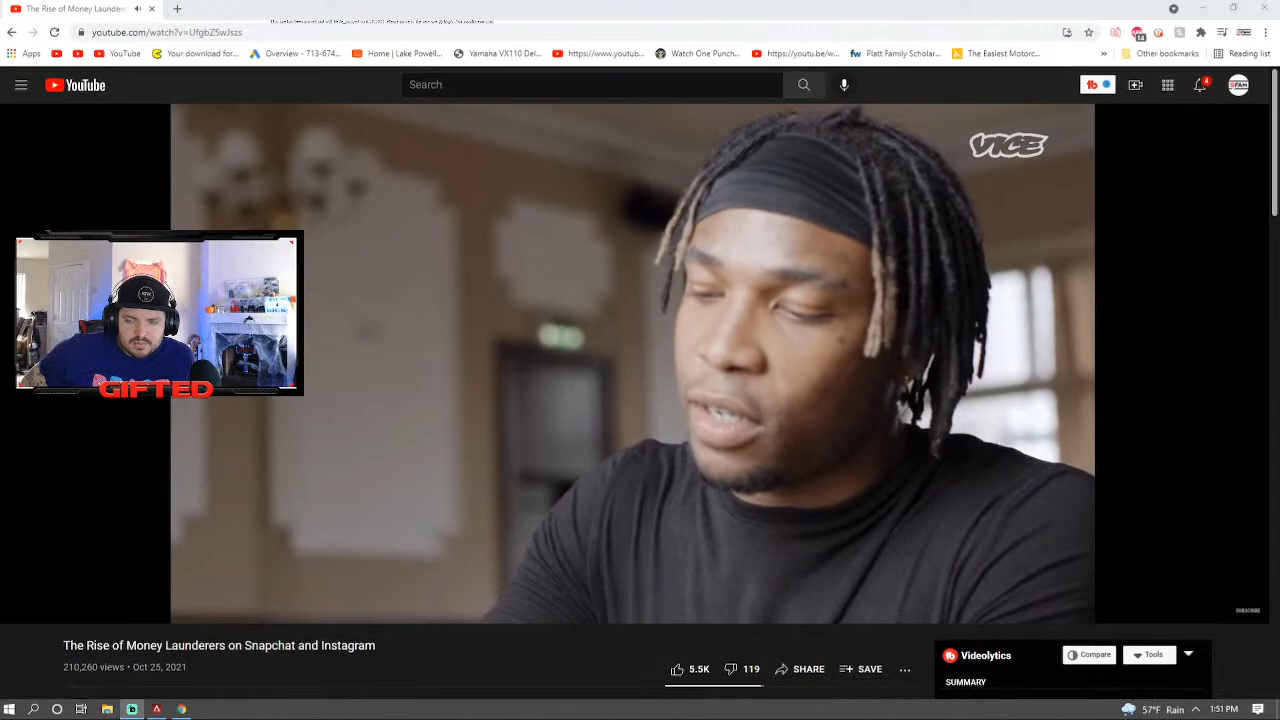 The Rise of Money Launders
youtube.com/watch?v=UfgbZ5wJszs
Apps
YouTube
Your download for...
Overview - 713-674...
Home | Lake Powell...
Yamaha VX110 Del...
https://www.youtub...
Watch One Punch...
https://youtu.be/w...
Platt Family Scholar...
The Easiest Motorc...
Other bookmarks
Reading list
YouTube
Search
4
VICE
GIFTED
SUBSCRIBE
The Rise of Money Launderers on Snapchat and Instagram
210,260 views • Oct 25, 2021
5.5K
119
SHARE
SAVE
Videolytics
Compare
Tools
SUMMARY
57°F Rain
1:51 PM